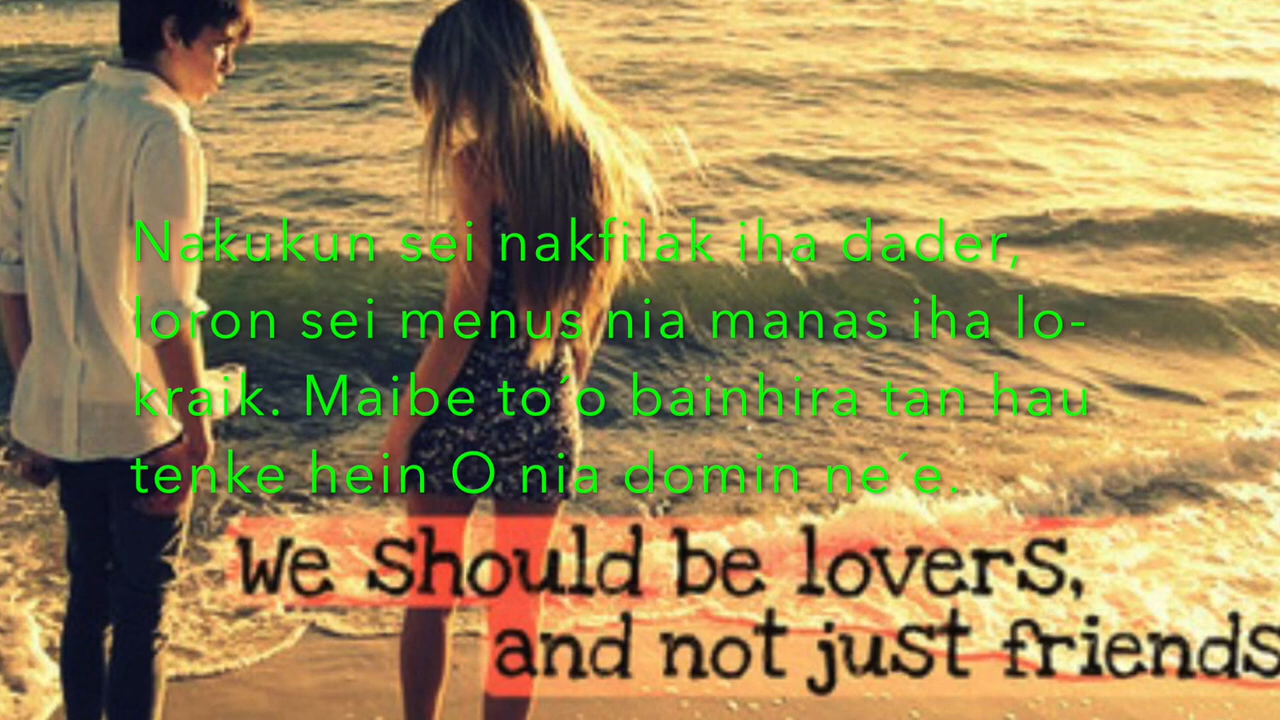 Nakukun sei nakfilak iha dader,
loron sei menus nia manas iha lo-
kraik. Maibe to´o bainhira tan hau
tenke hein O nia domin ne´e.
We should be lovers,
and not just friends